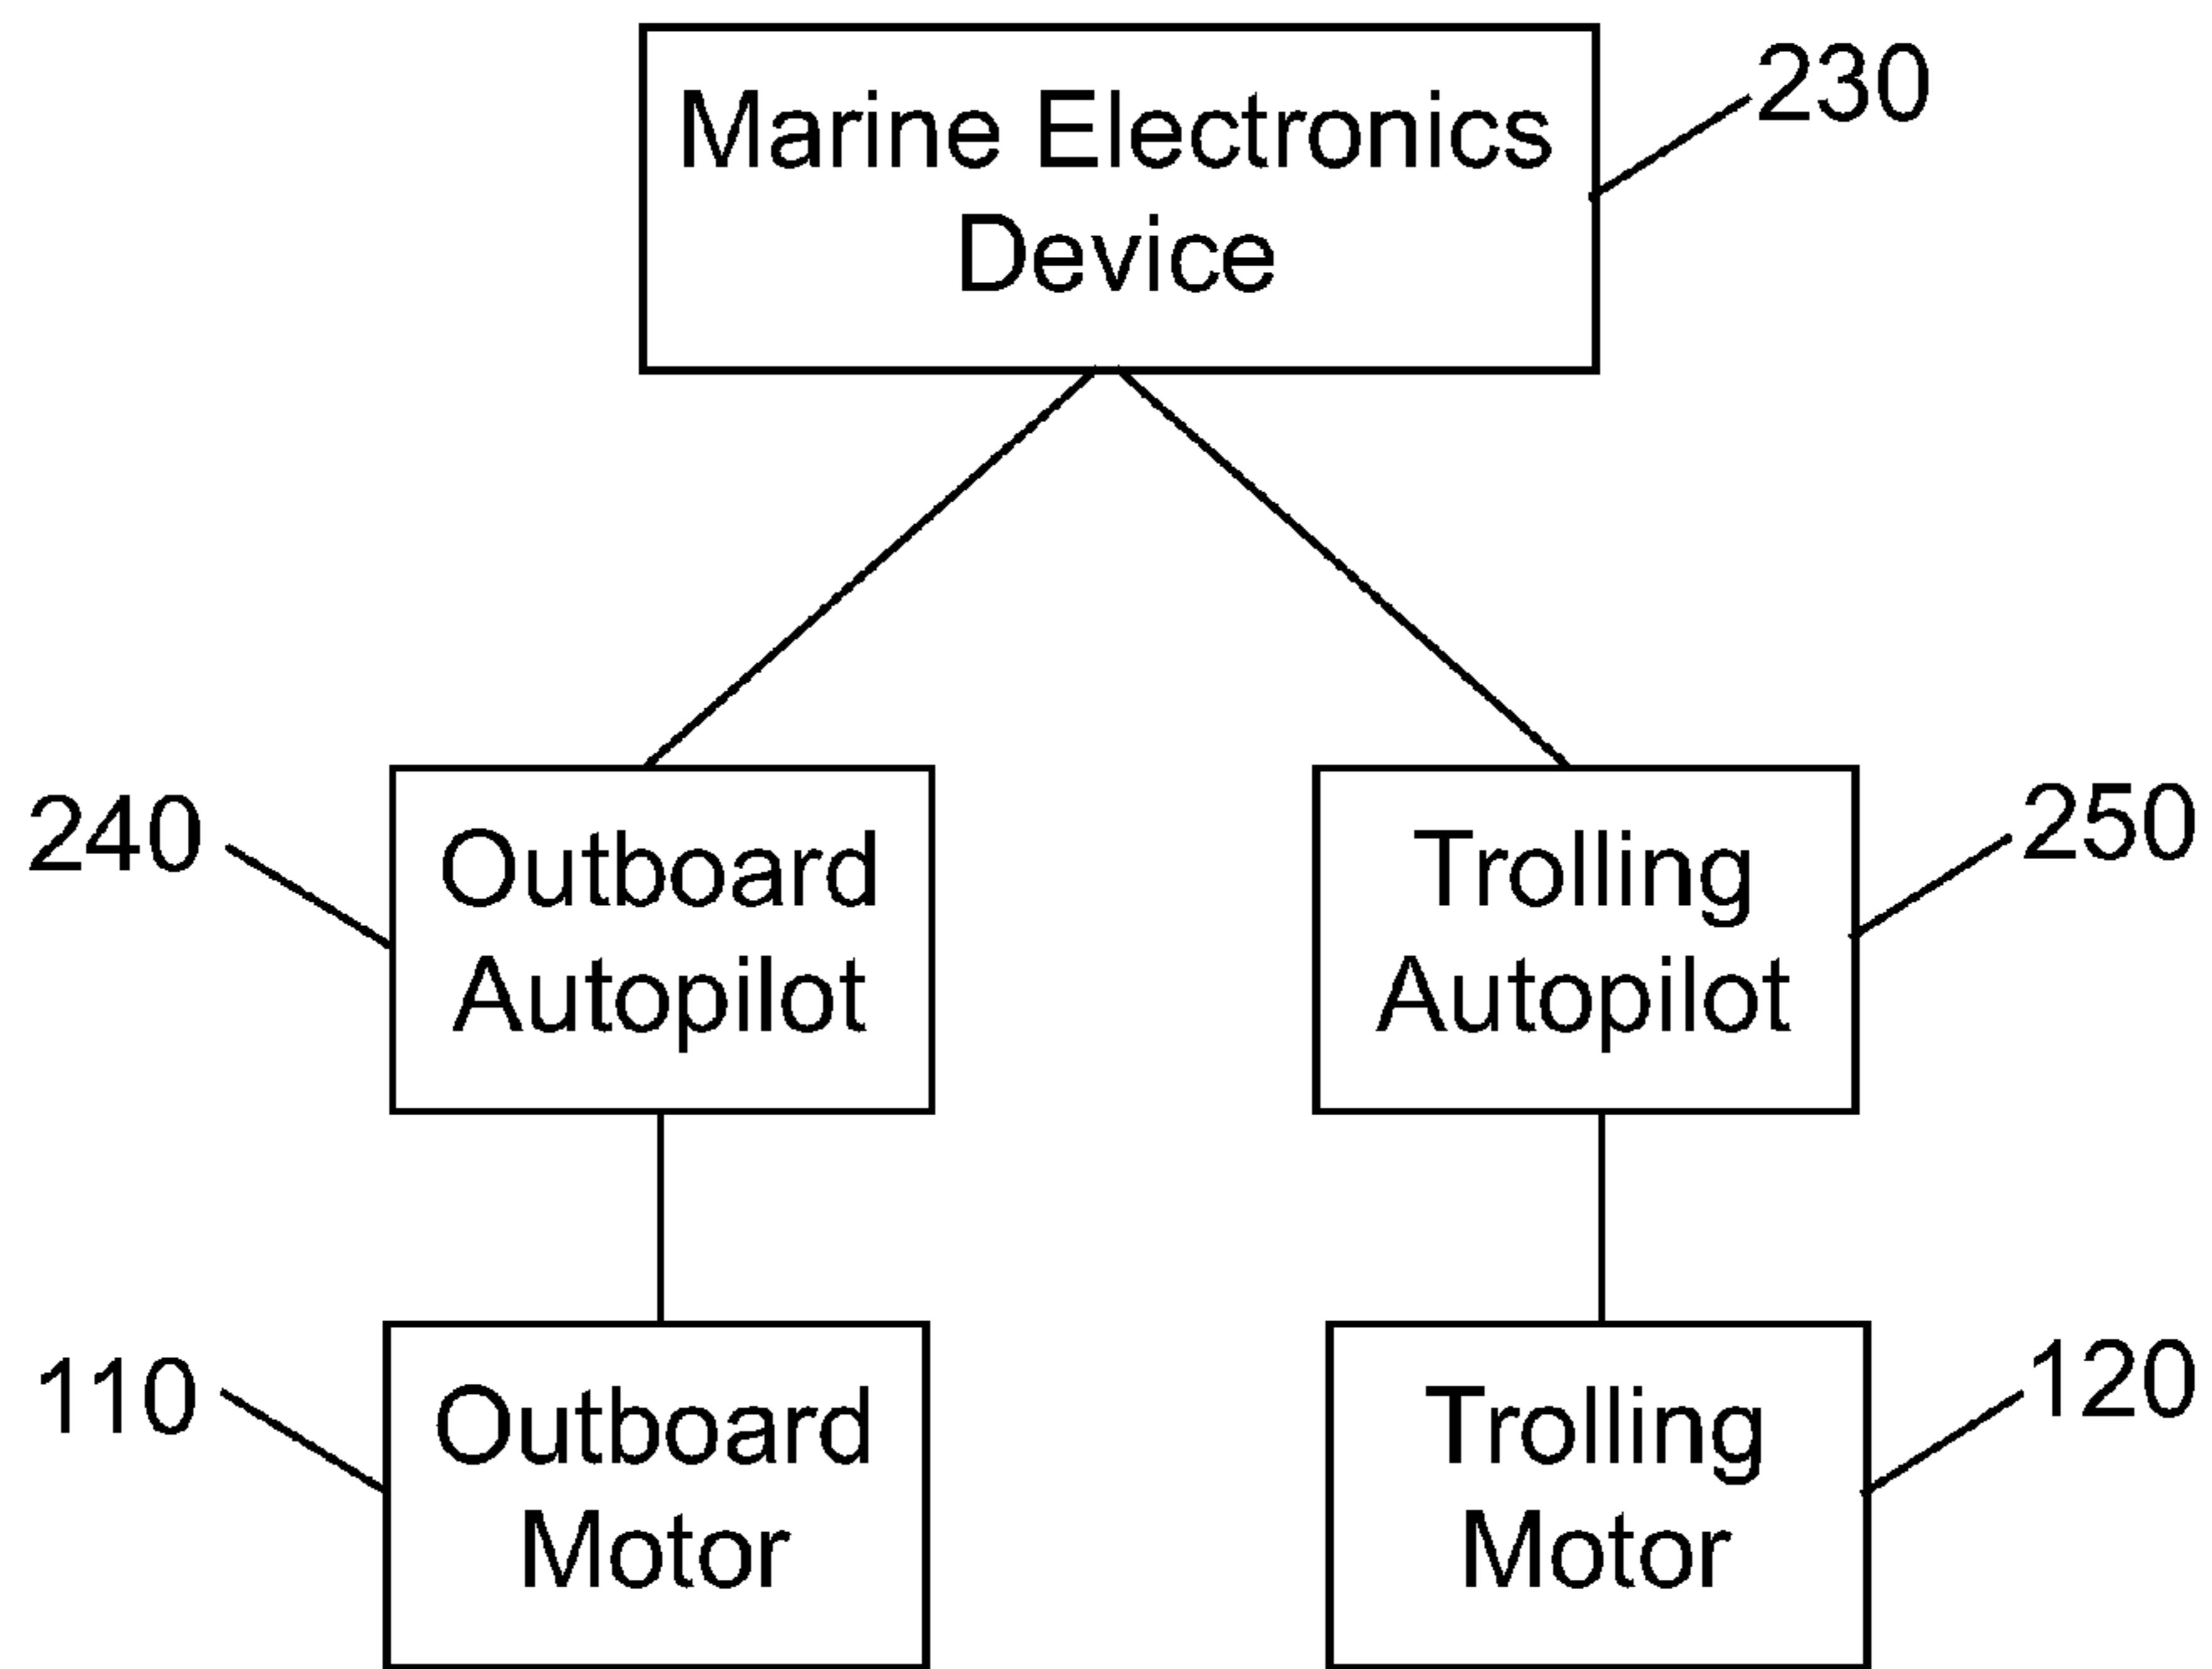 Marine Electronics
Device
230
240
Outboard
Autopilot
Trolling
Autopilot
250
110
Outboard
Motor
Trolling
Motor
120